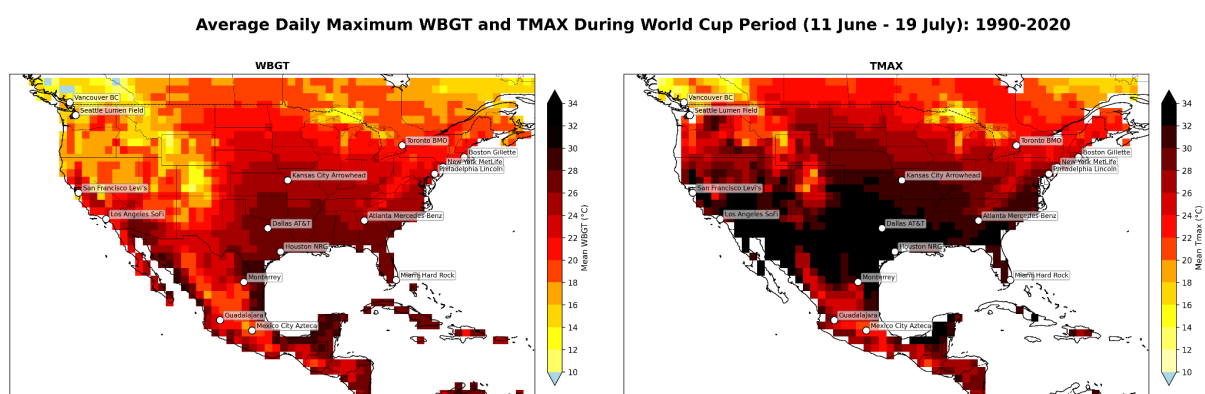 Average Daily Maximum WBGT and TMAX During World Cup Period (11 June - 19 July): 1990-2020
WBGT
Vancouver BC
Seattle Lumen Field
Toronto BMO
Boston Gillette
New York MetLife
Philadelphia Lincoln
Kansas City Arrowhead
San Francisco Levi's
Los Angeles SoFi
Atlanta Mercedes-Benz
Dallas AT&T
Houston NRG
Miami Hard Rock
Monterrey
Guadalajara
Mexico City Azteca
34
32
30
28
26
24
22
20
18
16
14
12
10
Mean WBGT (°C)
TMAX
Vancouver BC
Seattle Lumen Field
Toronto BMO
Boston Gillette
New York MetLife
Philadelphia Lincoln
Kansas City Arrowhead
San Francisco Levi's
Los Angeles SoFi
Atlanta Mercedes-Benz
Dallas AT&T
Houston NRG
Miami Hard Rock
Monterrey
Guadalajara
Mexico City Azteca
34
32
30
28
26
24
22
20
18
16
14
12
10
Mean Tmax (°C)